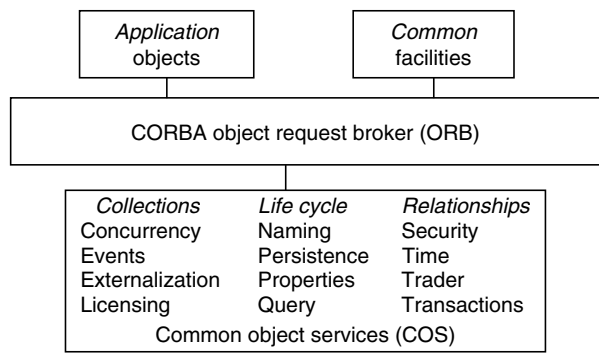 Application
objects
Common
facilities
CORBA object request broker (ORB)
Collections Life cycle Relationships
Concurrency Naming Security
Events Persistence Time
Externalization Properties Trader
Licensing Query Transactions
Common object services (COS)